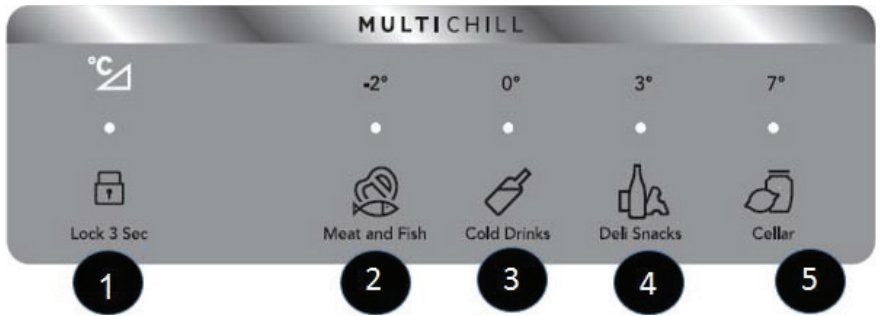 MULTICHILL
°C
-2° 0° 3° 7°
Lock 3 Sec Meat and Fish Cold Drinks Deli Snacks Cellar
1 2 3 4 5